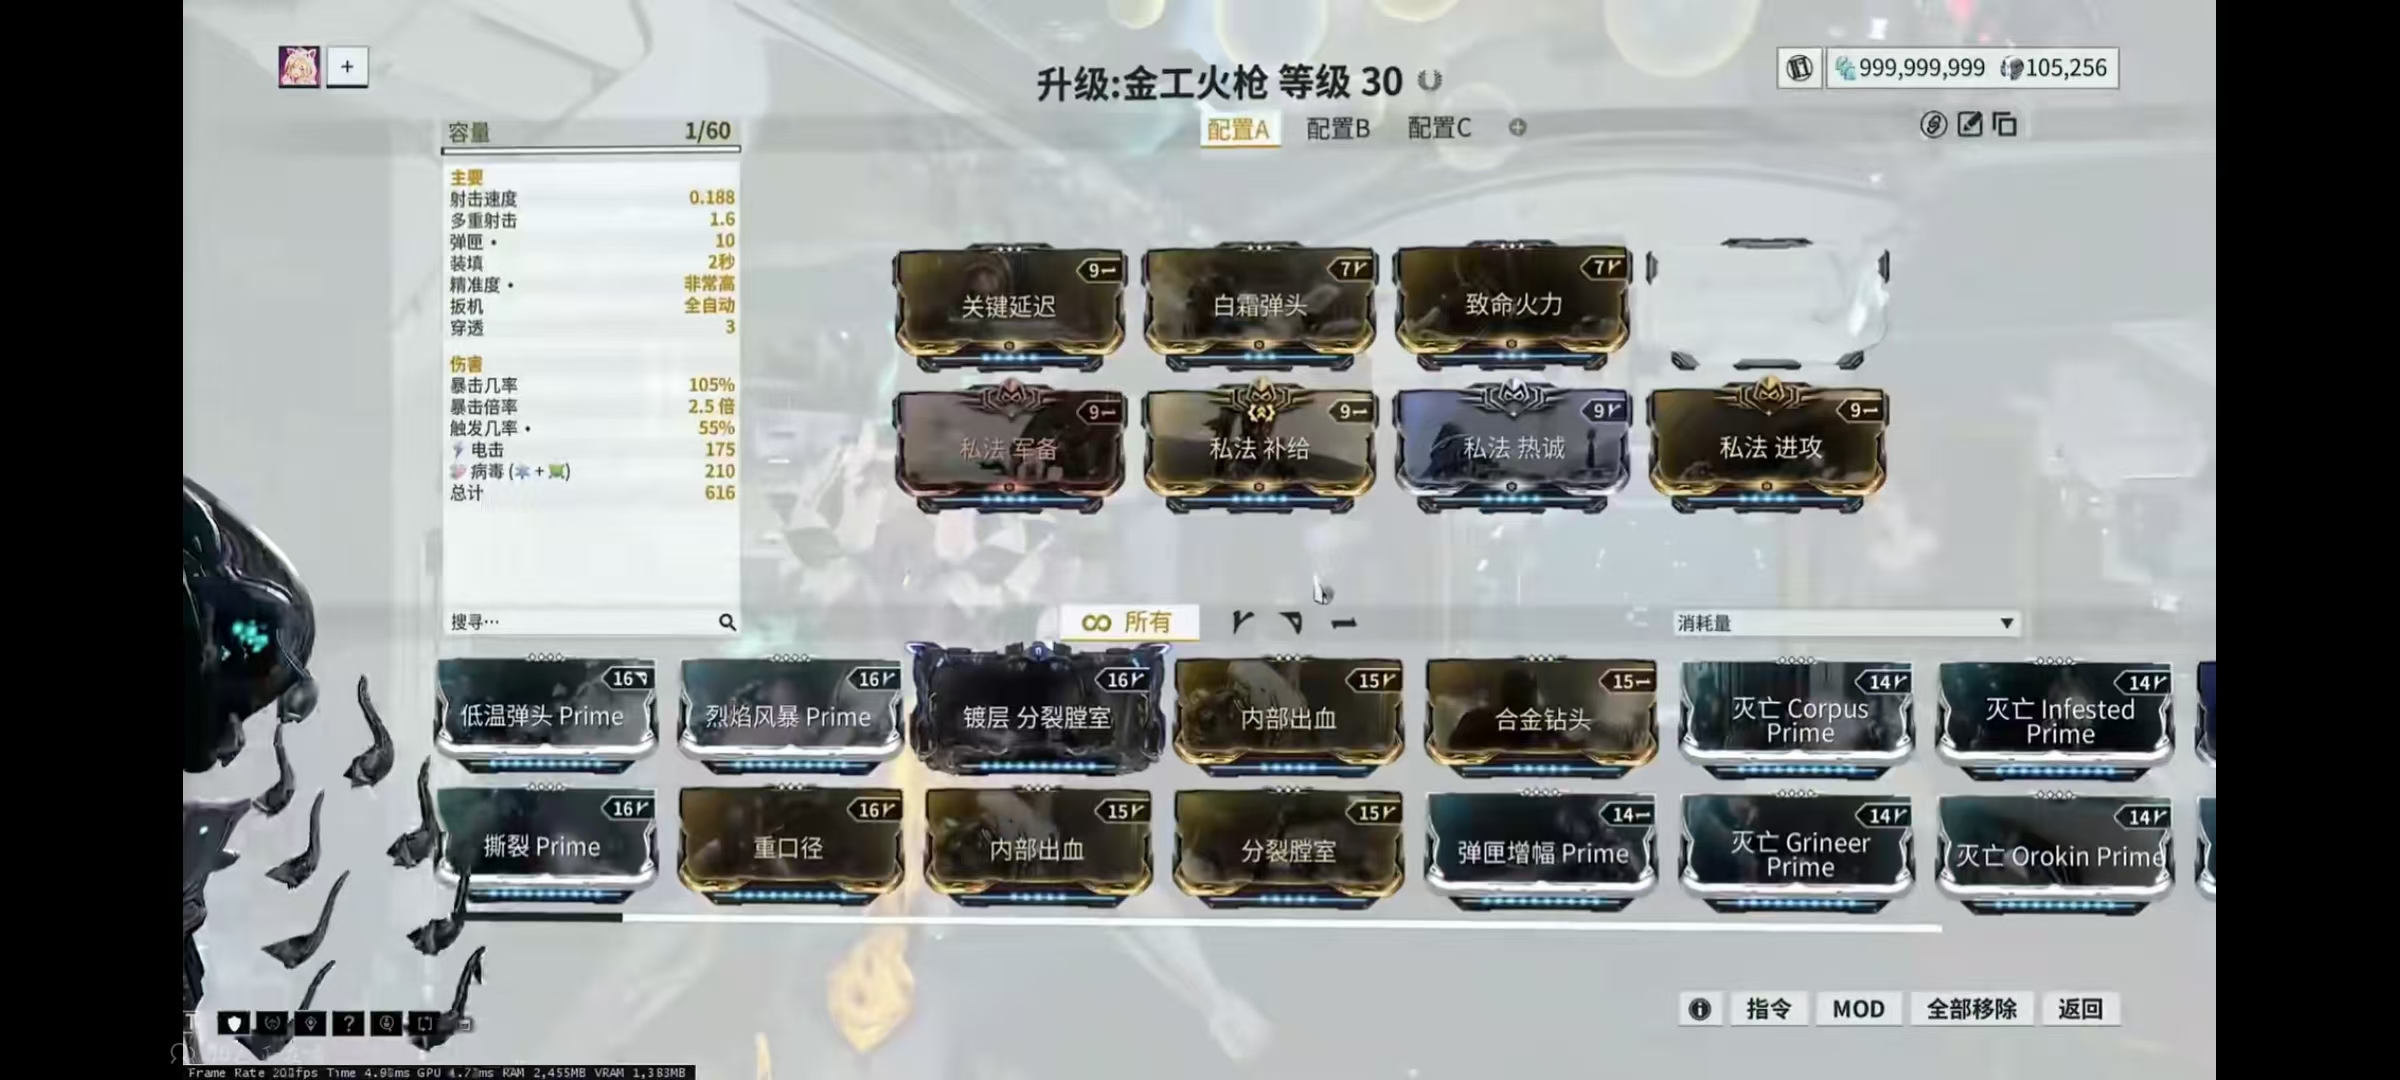 +
升级:金工火枪 等级 30
999,999,999 105,256
配置A 配置B 配置C
容量 1/60
主要
射击速度 0.188
多重射击 1.6
弹匣 • 10
装填 2秒
精准度 • 非常高
扳机 全自动
穿透 3
伤害
暴击几率 105%
暴击倍率 2.5 倍
触发几率 • 55%
电击 175
病毒 ( + ) 210
总计 616
搜寻…
9 7 7
关键延迟 白霜弹头 致命火力
9 9 9 9
私法 军备 私法 补给 私法 热诚 私法 进攻
所有
消耗量
16 16 16 15 15 14 14
低温弹头 Prime 烈焰风暴 Prime 镀层 分裂膛室 内部出血 合金钻头 灭亡 Corpus Prime 灭亡 Infested Prime
16 16 15 15 14 14 14
撕裂 Prime 重口径 内部出血 分裂膛室 弹匣增幅 Prime 灭亡 Grineer Prime 灭亡 Orokin Prime
指令 MOD 全部移除 返回
?
Frame Rate Time GPU RAM 2,455MB VRAM 1,383MB